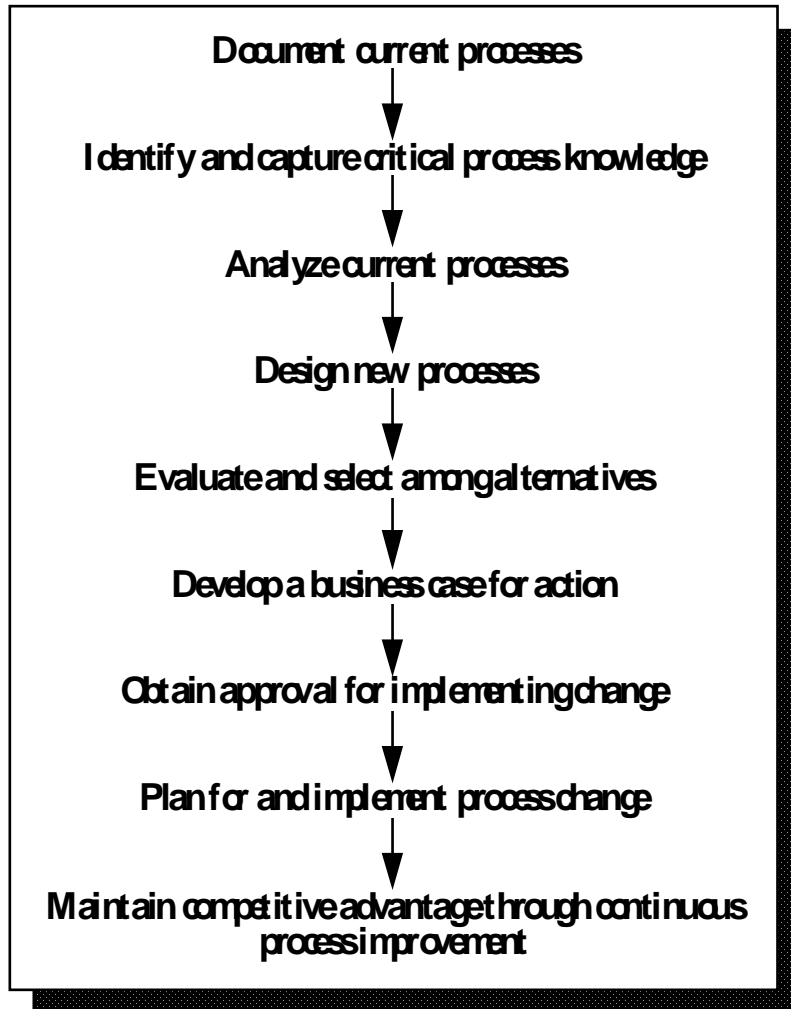 Document current processes
Identify and capture critical process knowledge
Analyze current processes
Design new processes
Evaluate and select among alternatives
Develop a business case for action
Obtain approval for implementing change
Plan for and implement process change
Maintain competitive advantage through continuous
process improvement